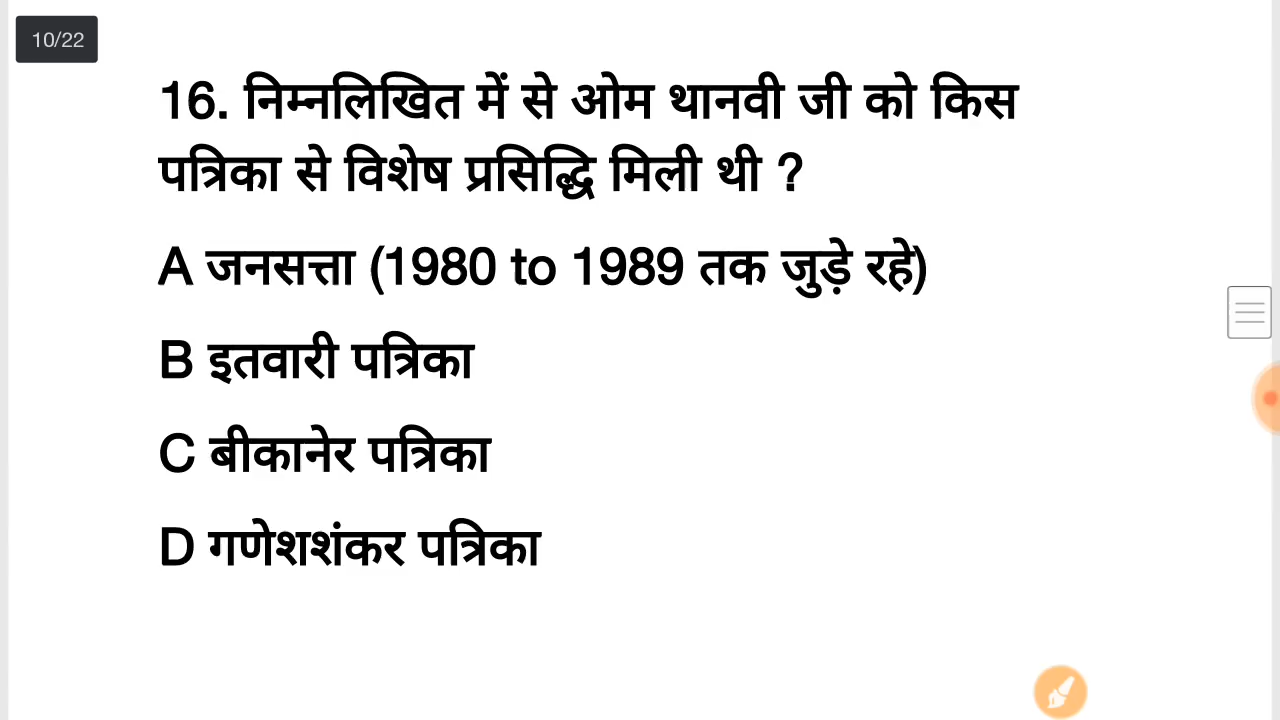 10/22
16. निम्नलिखित में से ओम थानवी जी को किस
पत्रिका से विशेष प्रसिद्धि मिली थी ?
A जनसत्ता (1980 to 1989 तक जुड़े रहे)
B इतवारी पत्रिका
C बीकानेर पत्रिका
D गणेशशंकर पत्रिका